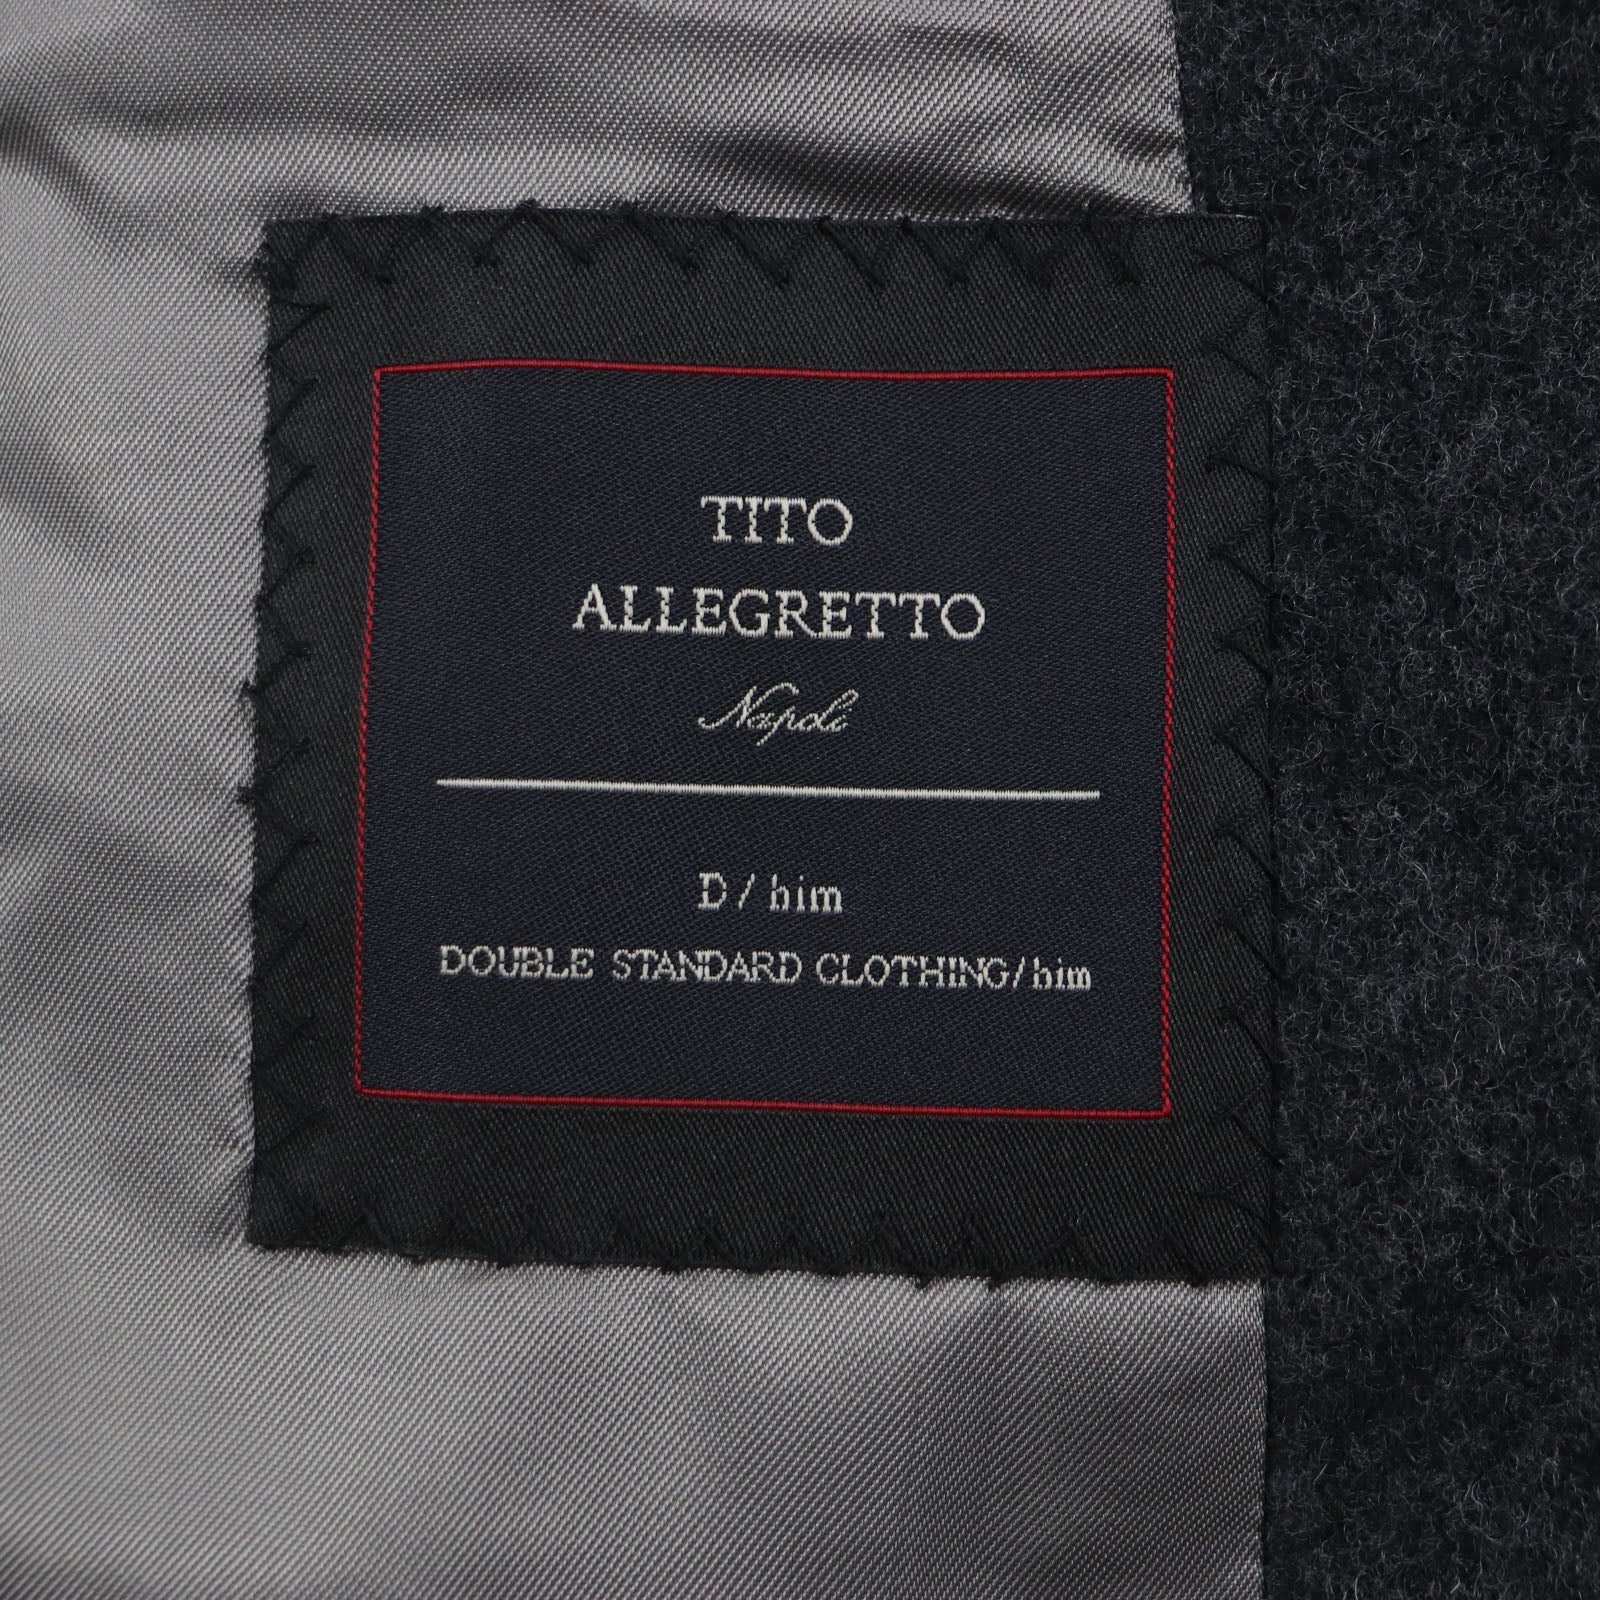 TITO
ALLEGRETTO
Napoli
D / him
DOUBLE STANDARD CLOTHING/him